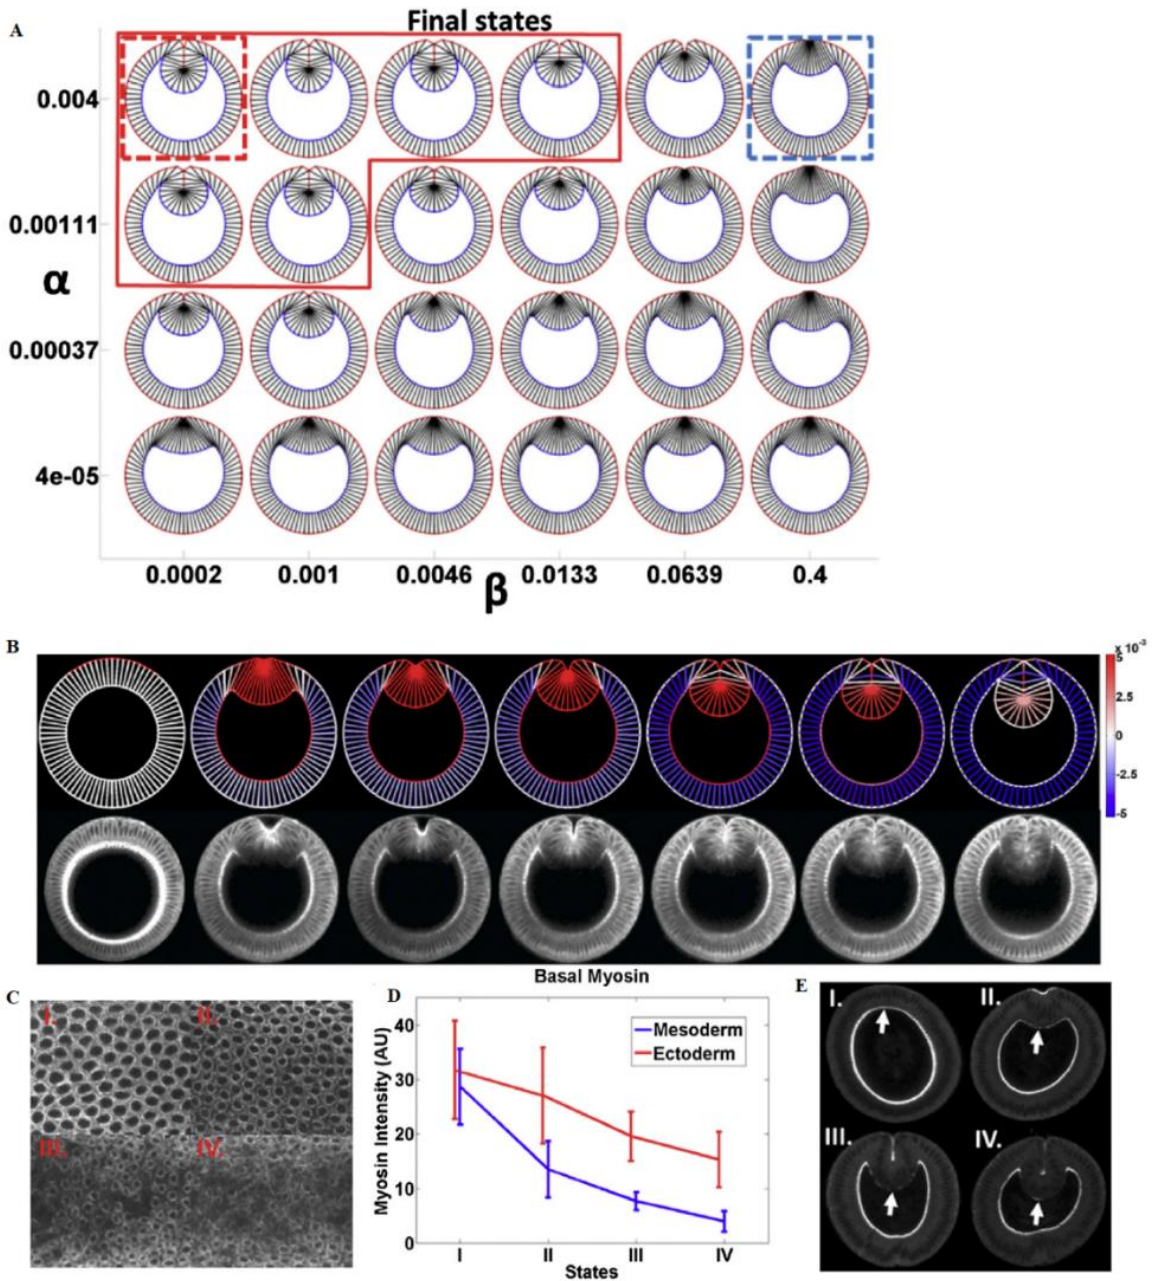 A
Final states
0.004
0.00111
α
0.00037
4e-05
0.0002 0.001 0.0046 0.0133 0.0639 0.4
β
B
x 10⁻³
5
2.5
0
-2.5
-5
Basal Myosin
C
I. II.
III. IV.
D
Myosin Intensity (AU)
40
30
20
10
0
Mesoderm
Ectoderm
I II III IV
States
E
I. II.
III. IV.